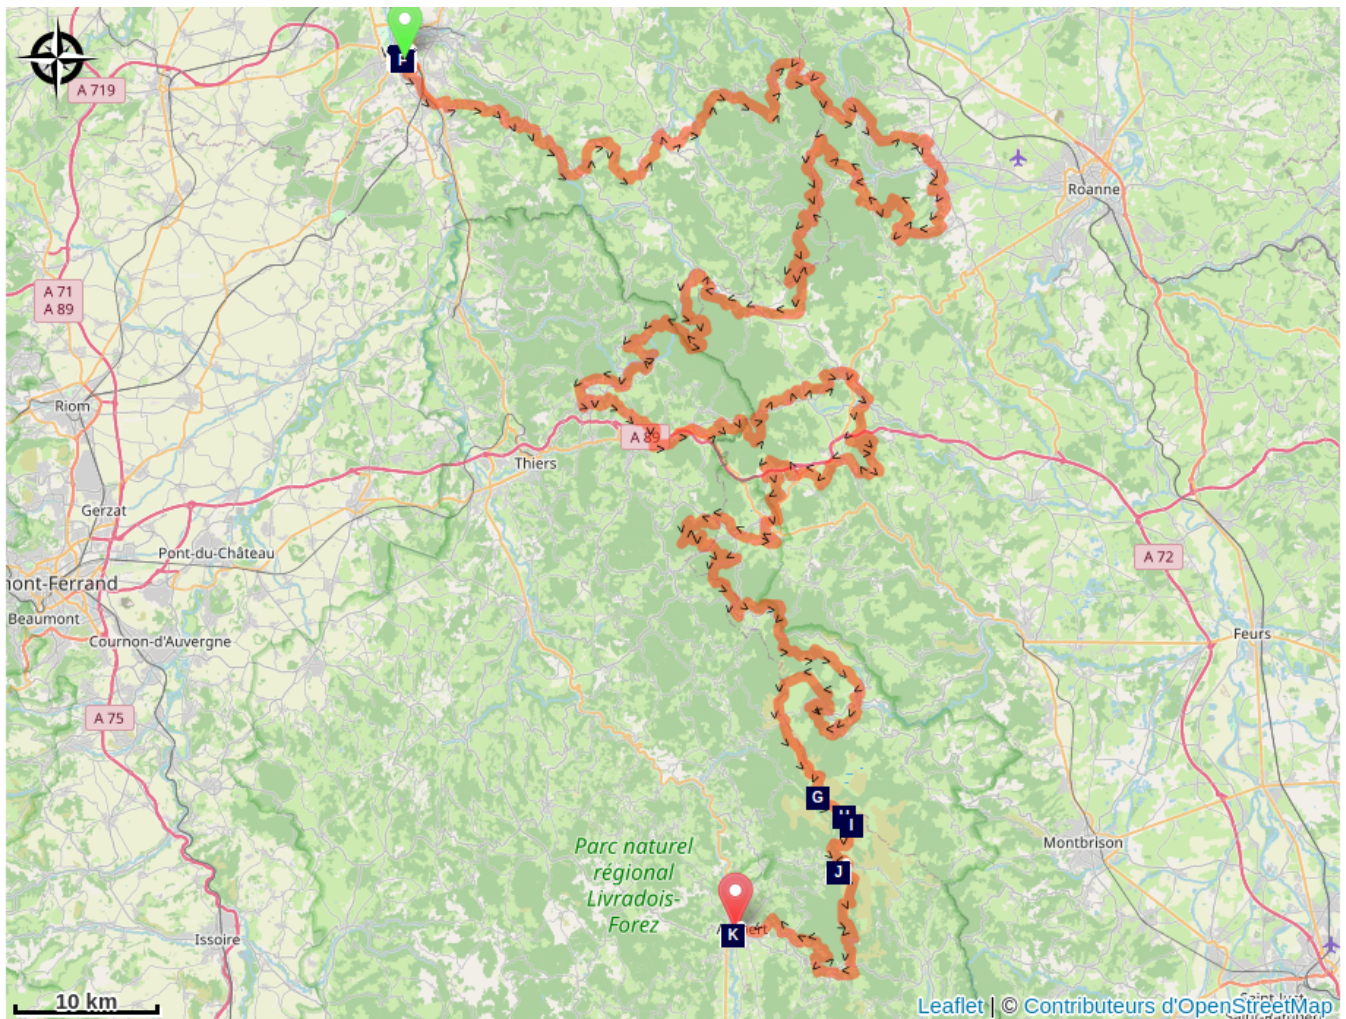 F
A 719
Roanne
A 71
A 89
Riom
A 89
Thiers
Gerzat
Pont-du-Château
A 72
mont-Ferrand
Beaumont
Cournon-d'Auvergne
Feurs
A 75
G
I
Montbrison
Parc naturel
régional
Livradois-
Forez
J
K
Issoire
10 km
Leaflet | © Contributeurs d'OpenStreetMap